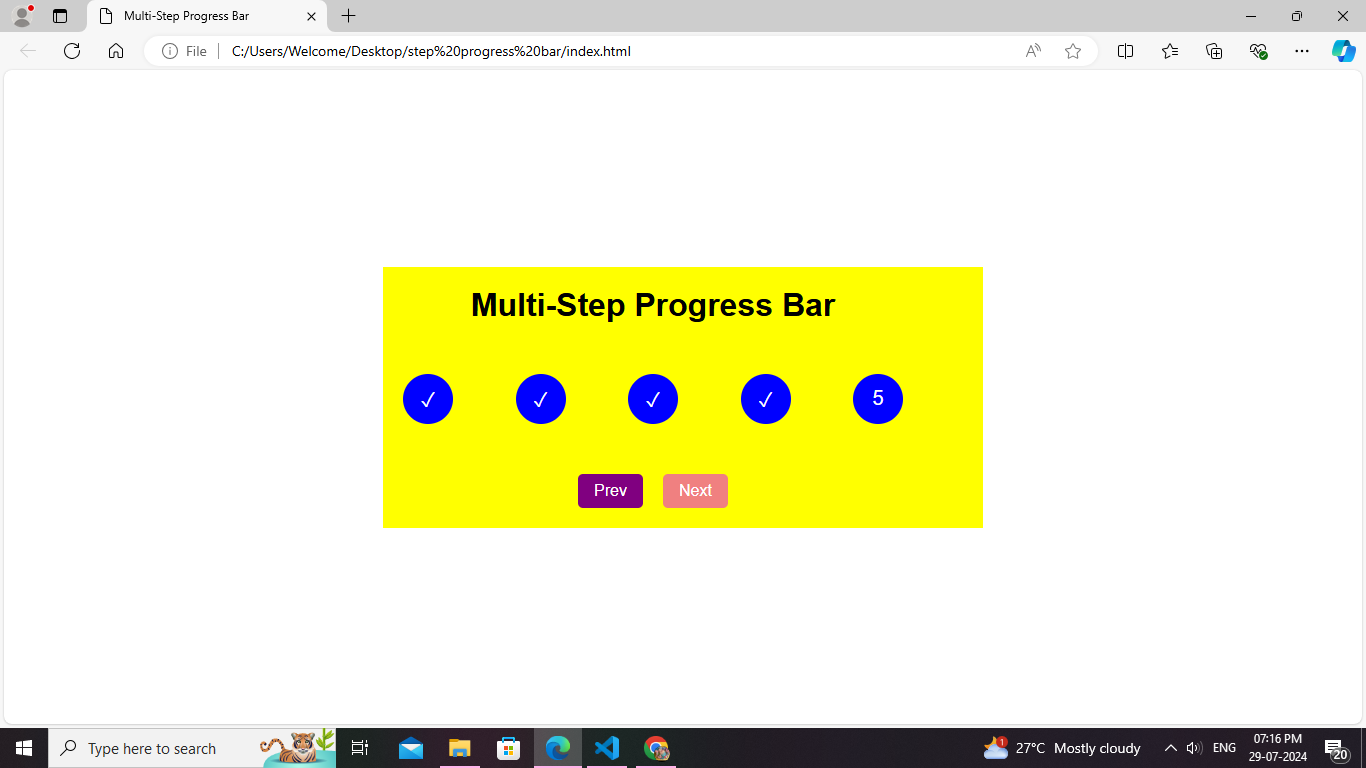 Multi-Step Progress Bar
File C:/Users/Welcome/Desktop/step%20progress%20bar/index.html
Multi-Step Progress Bar
✓ ✓ ✓ ✓ 5
Prev Next
Type here to search
1
27°C Mostly cloudy
ENG
07:16 PM
29-07-2024
20